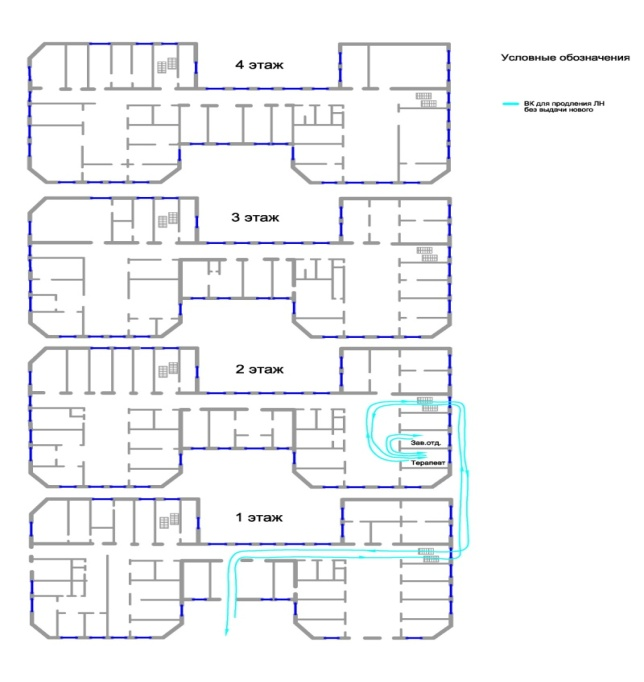 4 этаж
Условные обозначения
ВК для продления ЛН
без выдачи нового
3 этаж
2 этаж
Зав.отд.
Терапевт
1 этаж